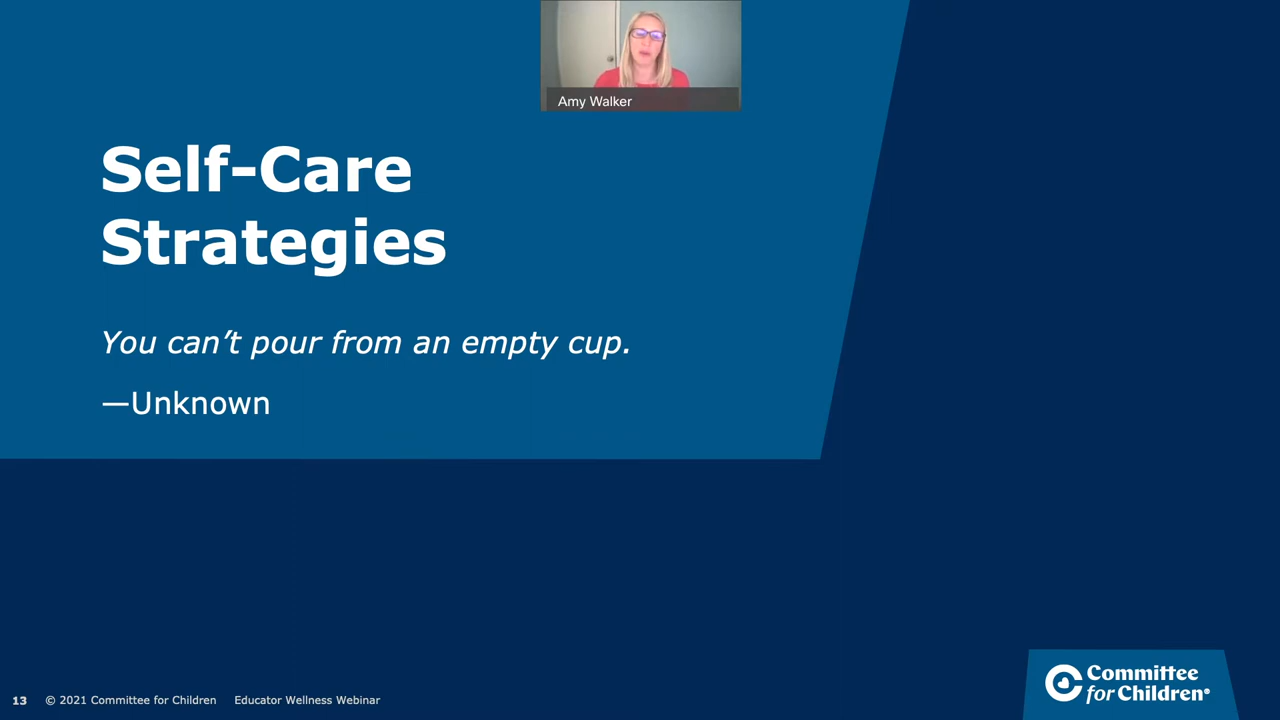 Amy Walker
Self-Care
Strategies
You can’t pour from an empty cup.
—Unknown
13 © 2021 Committee for Children Educator Wellness Webinar
Committee
for Children®